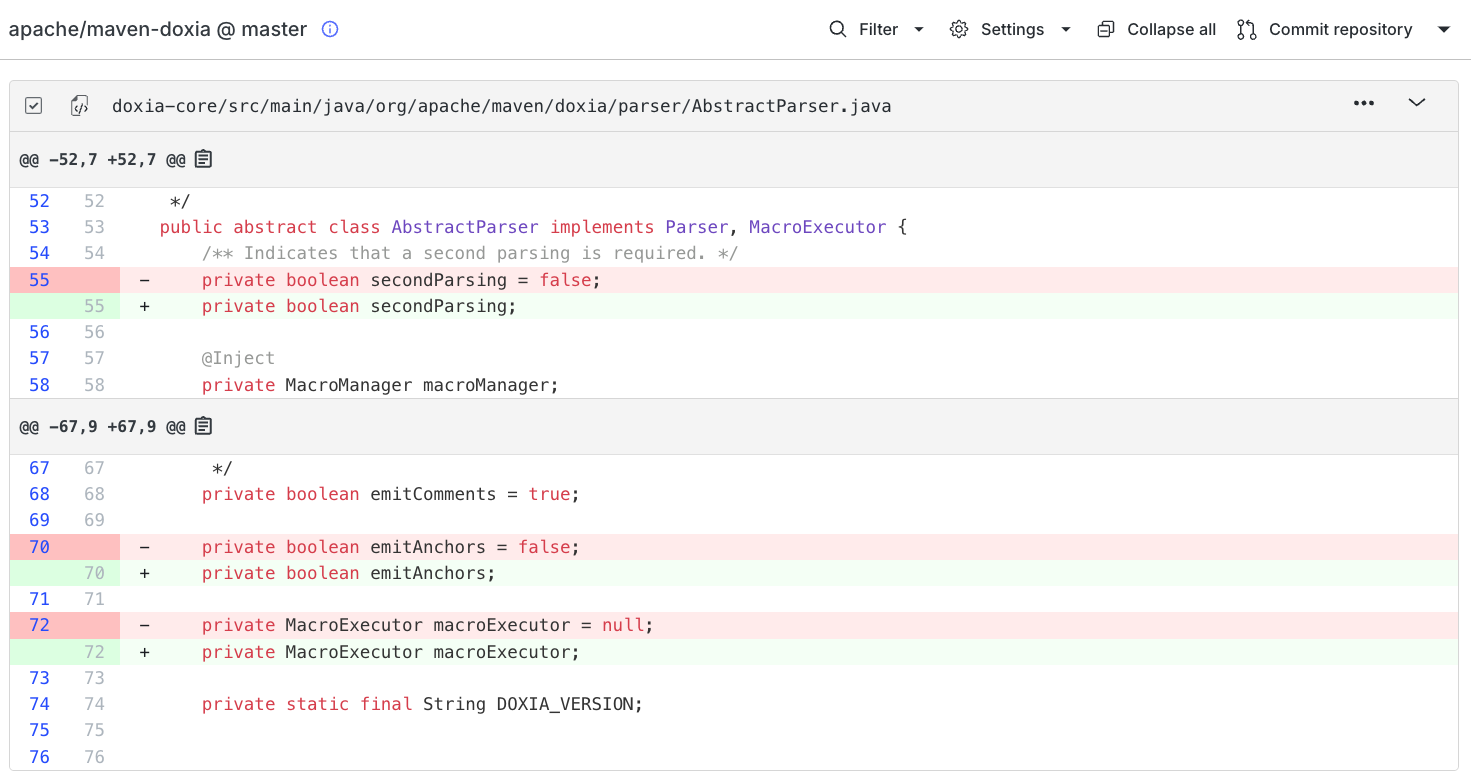 apache/maven-doxia @ master Filter Settings Collapse all Commit repository
doxia-core/src/main/java/org/apache/maven/doxia/parser/AbstractParser.java
@@ -52,7 +52,7 @@
52 52 */
53 53 public abstract class AbstractParser implements Parser, MacroExecutor {
54 54 /** Indicates that a second parsing is required. */
55 - private boolean secondParsing = false;
55 + private boolean secondParsing;
56 56
57 57 @Inject
58 58 private MacroManager macroManager;
@@ -67,9 +67,9 @@
67 67 */
68 68 private boolean emitComments = true;
69 69
70 - private boolean emitAnchors = false;
70 + private boolean emitAnchors;
71 71
72 - private MacroExecutor macroExecutor = null;
72 + private MacroExecutor macroExecutor;
73 73
74 74 private static final String DOXIA_VERSION;
75 75
76 76